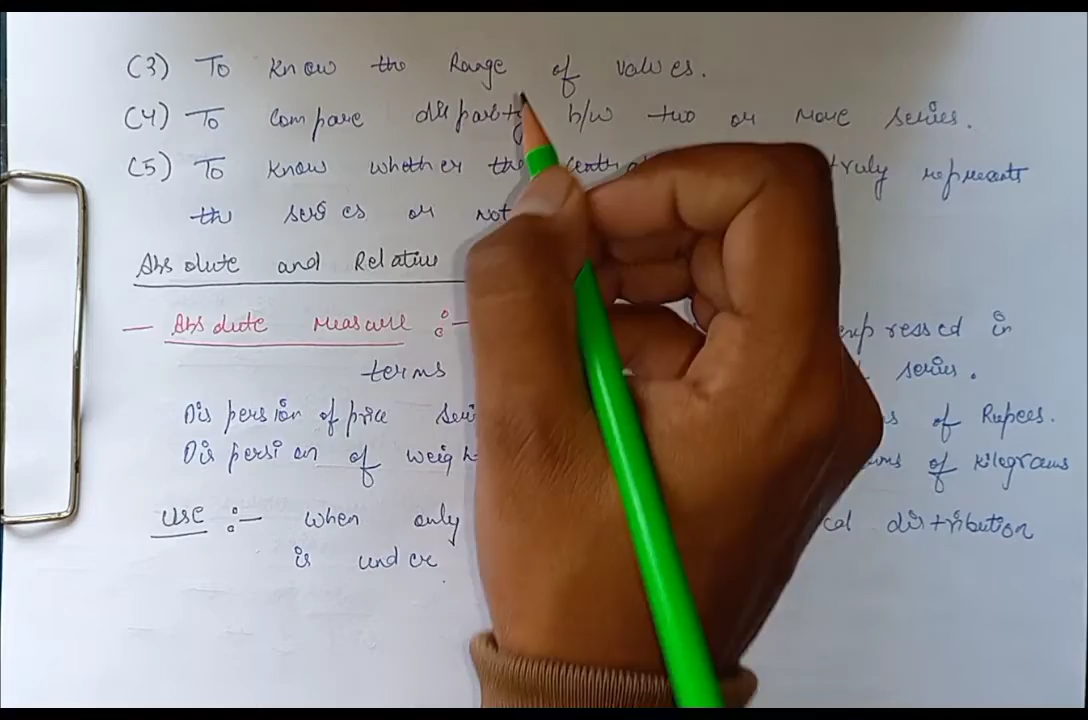 (3) To know the Range of values.
(4) To compare disparity b/w two or more series.
(5) To know whether the truly represents
the series or not
Absolute and Relative
— Absolute Measure :— expressed in
terms series.
Dispersion of price of Rupees.
Dispersion of of Kilograms
Use :— when only distribution
is under